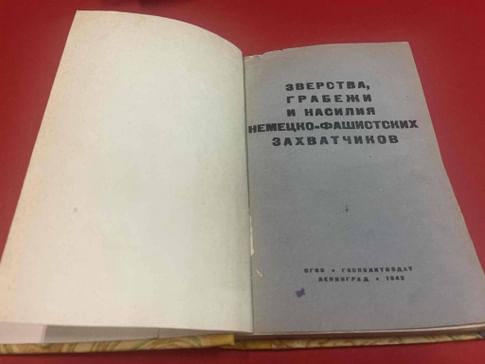 ЗВЕРСТВА,
ГРАБЕЖИ
И НАСИЛИЯ
НЕМЕЦКО-ФАШИСТСКИХ
ЗАХВАТЧИКОВ
ОГИЗ • ГОСПОЛИТИЗДАТ
ЛЕНИНГРАД • 1942